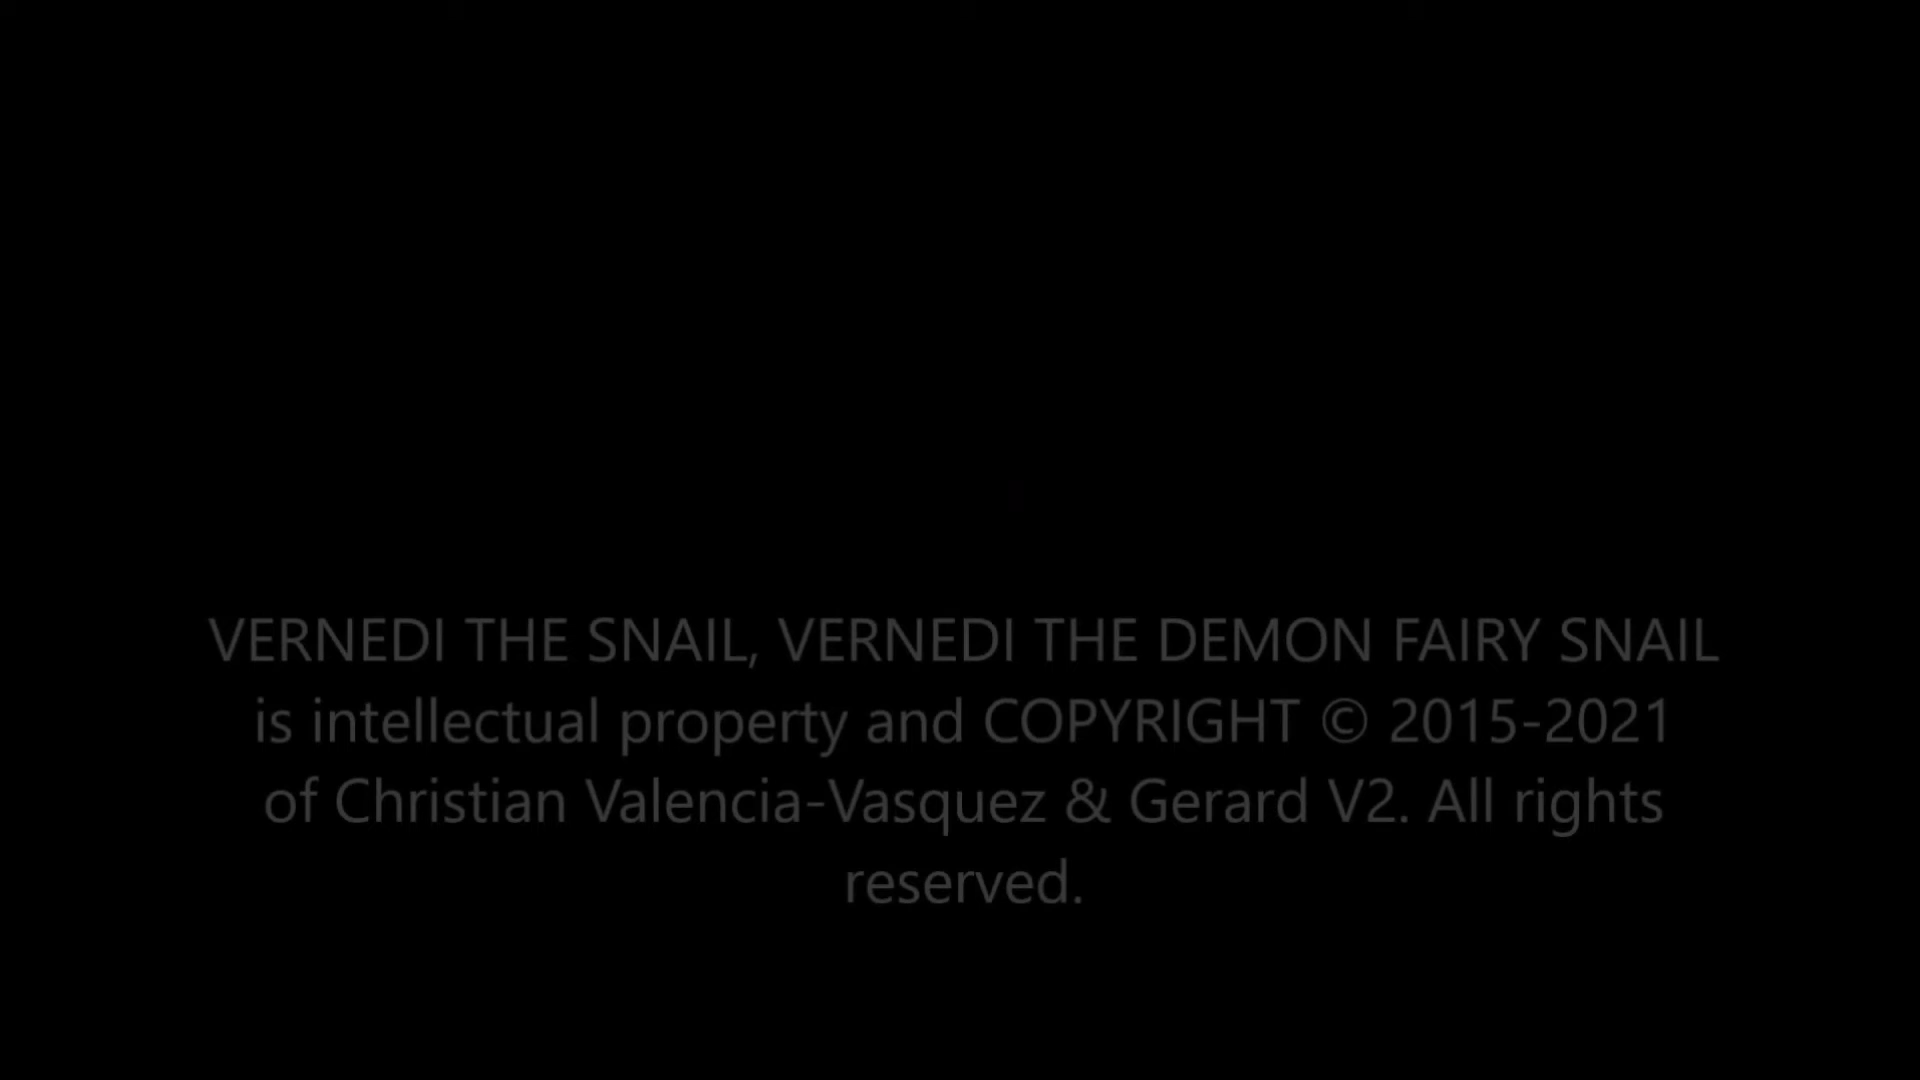 VERNEDI THE SNAIL, VERNEDI THE DEMON FAIRY SNAIL
is intellectual property and COPYRIGHT © 2015-2021
of Christian Valencia-Vasquez & Gerard V2. All rights
reserved.